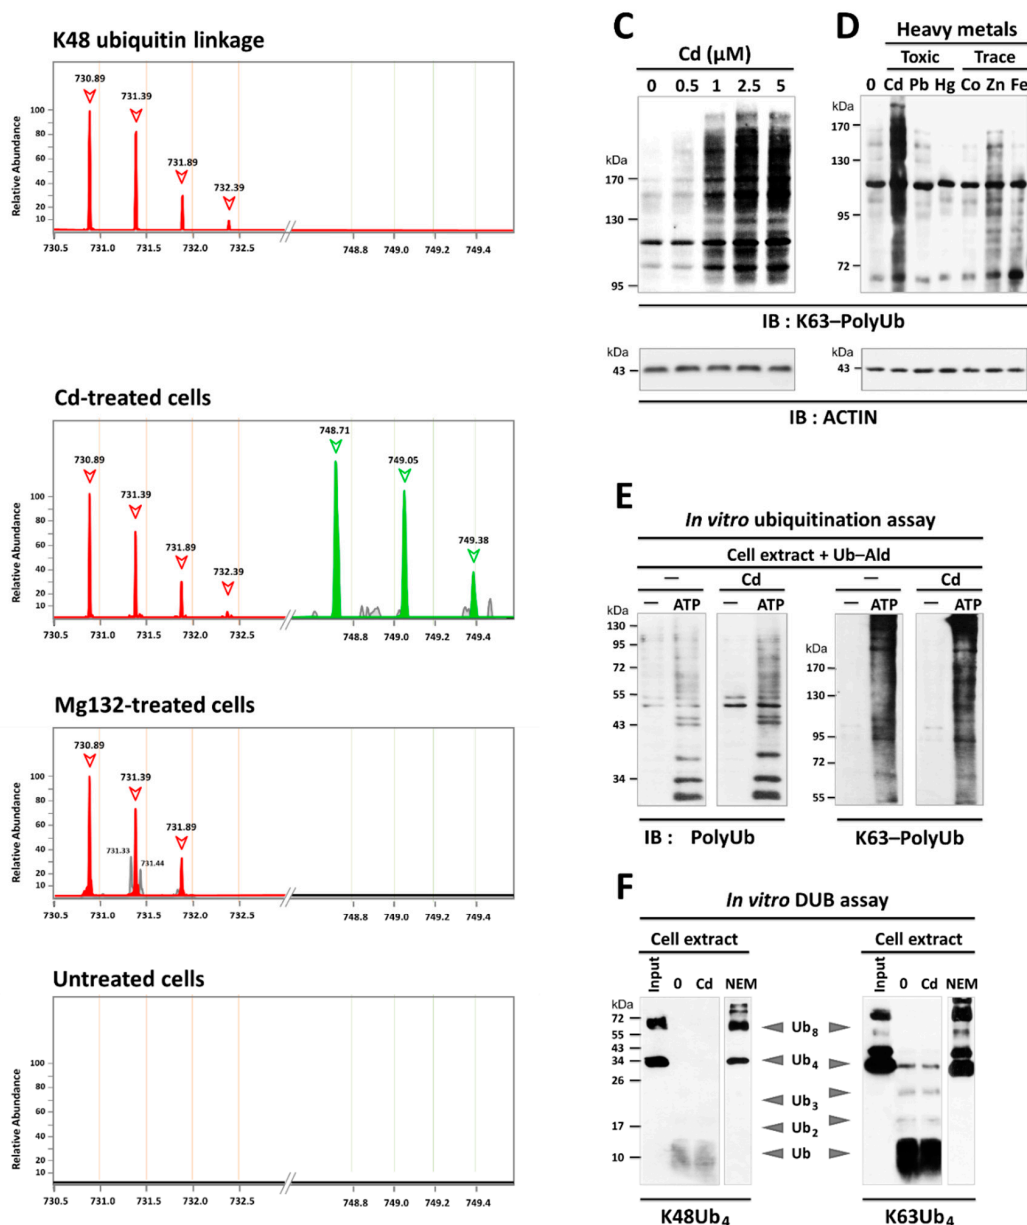 K48 ubiquitin linkage
730.89
731.39
731.89
732.39
Relative Abundance
100
80
60
40
20
10
730.5 731.0 731.5 732.0 732.5 748.8 749.0 749.2 749.4
Cd-treated cells
748.71
749.05
749.38
730.89
731.39
731.89
732.39
Relative Abundance
100
80
60
40
20
10
730.5 731.0 731.5 732.0 732.5 748.8 749.0 749.2 749.4
Mg132-treated cells
730.89
731.39
731.89
731.33
731.44
Relative Abundance
100
80
60
40
20
10
730.5 731.0 731.5 732.0 732.5 748.8 749.0 749.2 749.4
Untreated cells
Relative Abundance
100
80
60
40
20
10
730.5 731.0 731.5 732.0 732.5 748.8 749.0 749.2 749.4
C
Cd (µM)
0 0.5 1 2.5 5
kDa
170
130
95
D
Heavy metals
Toxic Trace
0 Cd Pb Hg Co Zn Fe
kDa
170
130
95
72
IB : K63–PolyUb
kDa
43
kDa
43
IB : ACTIN
E
In vitro ubiquitination assay
Cell extract + Ub–Ald
— Cd — Cd
— ATP — ATP — ATP — ATP
kDa
130
95
72
55
43
34
kDa
170
130
95
72
55
IB : PolyUb K63–PolyUb
F
In vitro DUB assay
Cell extract Cell extract
Input 0 Cd NEM Input 0 Cd NEM
kDa
72
55
43
34
26
17
10
Ub8
Ub4
Ub3
Ub2
Ub
K48Ub4 K63Ub4